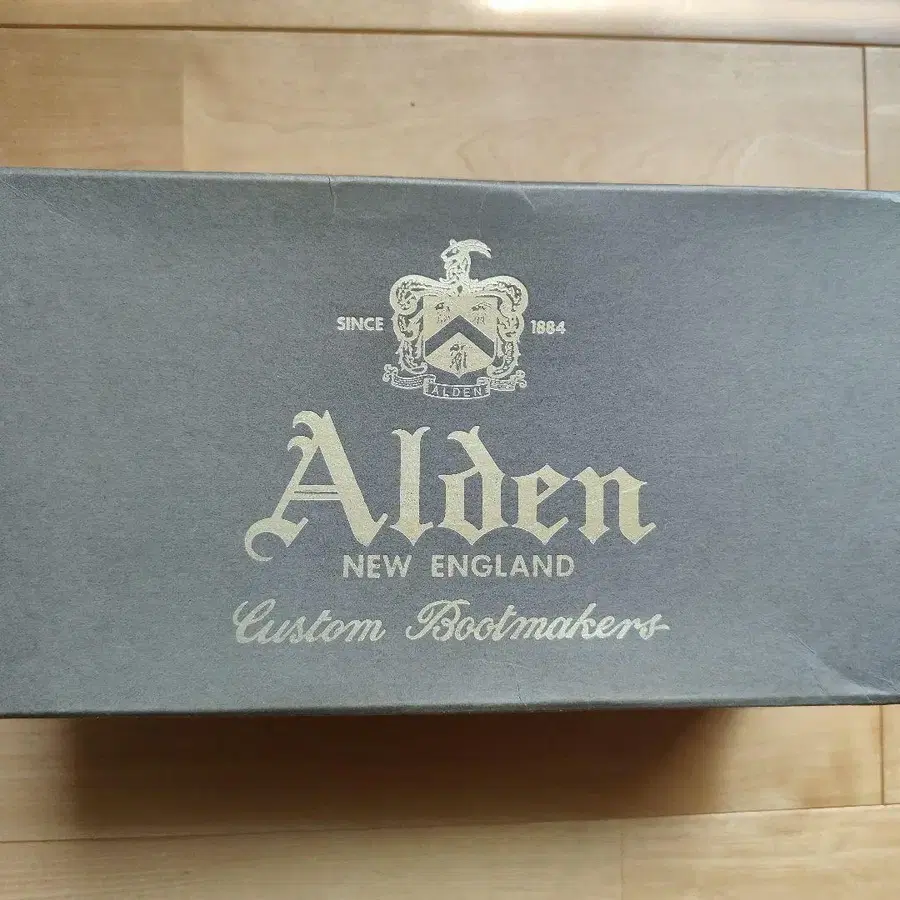 SINCE 1884
ALDEN
Alden
NEW ENGLAND
Custom Bootmakers